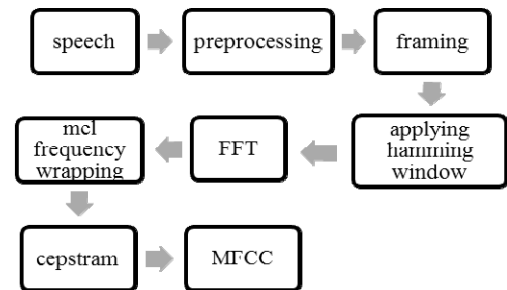 speech
preprocessing
framing
applying
hamming
window
FFT
mel
frequency
wrapping
cepstram
MFCC